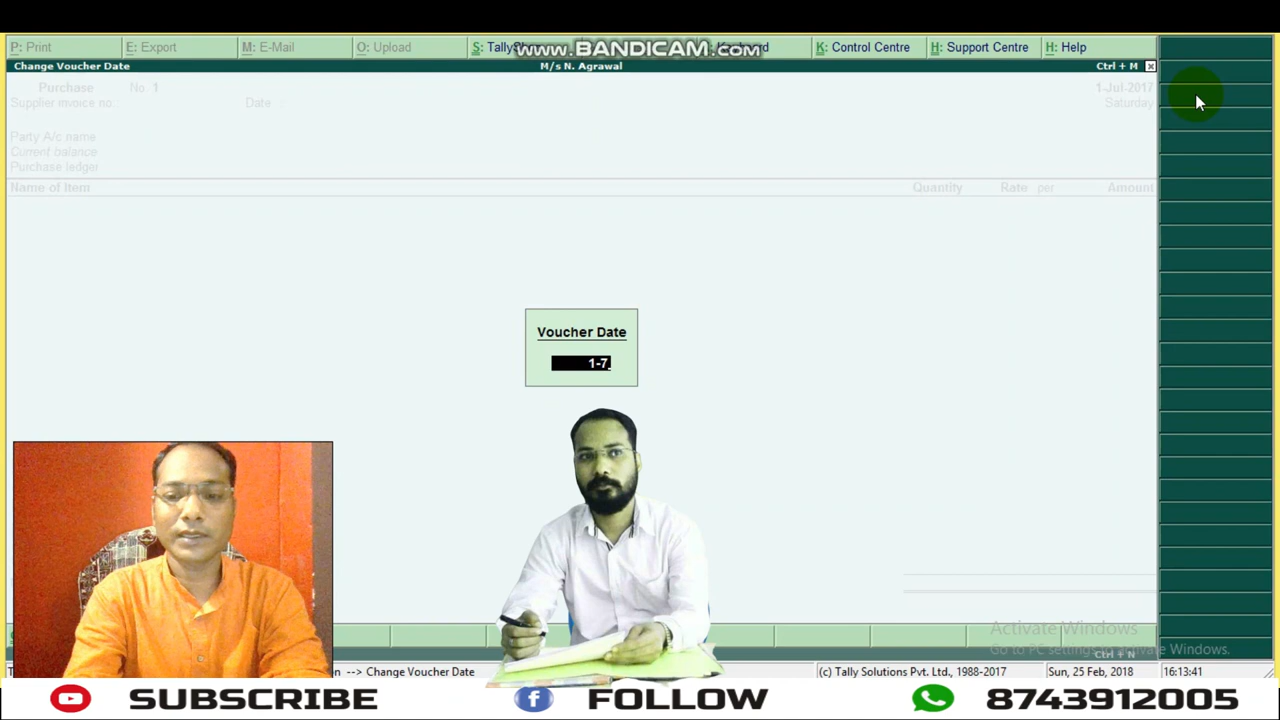 P: Print E: Export M: E-Mail O: Upload S: K: Control Centre H: Support Centre H: Help
www.BANDICAM.com
Change Voucher Date M/s N. Agrawal Ctrl + M
Purchase No. 1 1-Jul-2017
Supplier invoice no.: Date : Saturday
Party A/c name
Current balance
Purchase ledger
Name of Item Quantity Rate per Amount
Voucher Date
1-7
Activate Windows
Go to PC settings to activate Windows.
Ctrl + N
--> Change Voucher Date (c) Tally Solutions Pvt. Ltd., 1988-2017 Sun, 25 Feb, 2018 16:13:41
SUBSCRIBE f FOLLOW 8743912005